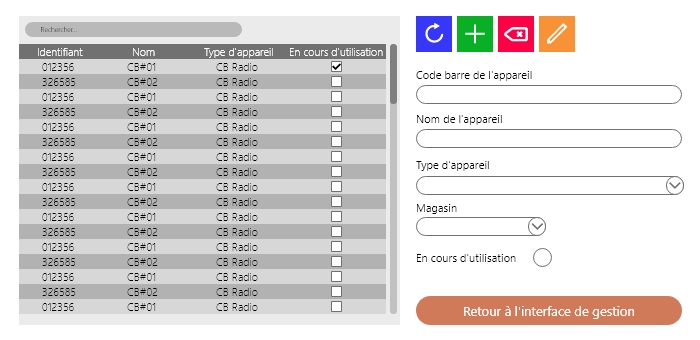 Rechercher...
Identifiant Nom Type d'appareil En cours d'utilisation
012356 CB#01 CB Radio
326585 CB#02 CB Radio
012356 CB#01 CB Radio
326585 CB#02 CB Radio
012356 CB#01 CB Radio
326585 CB#02 CB Radio
012356 CB#01 CB Radio
326585 CB#02 CB Radio
012356 CB#01 CB Radio
326585 CB#02 CB Radio
012356 CB#01 CB Radio
326585 CB#02 CB Radio
012356 CB#01 CB Radio
326585 CB#02 CB Radio
012356 CB#01 CB Radio
326585 CB#02 CB Radio
012356 CB#01 CB Radio
Code barre de l'appareil
Nom de l'appareil
Type d'appareil
Magasin
En cours d'utilisation
Retour à l'interface de gestion